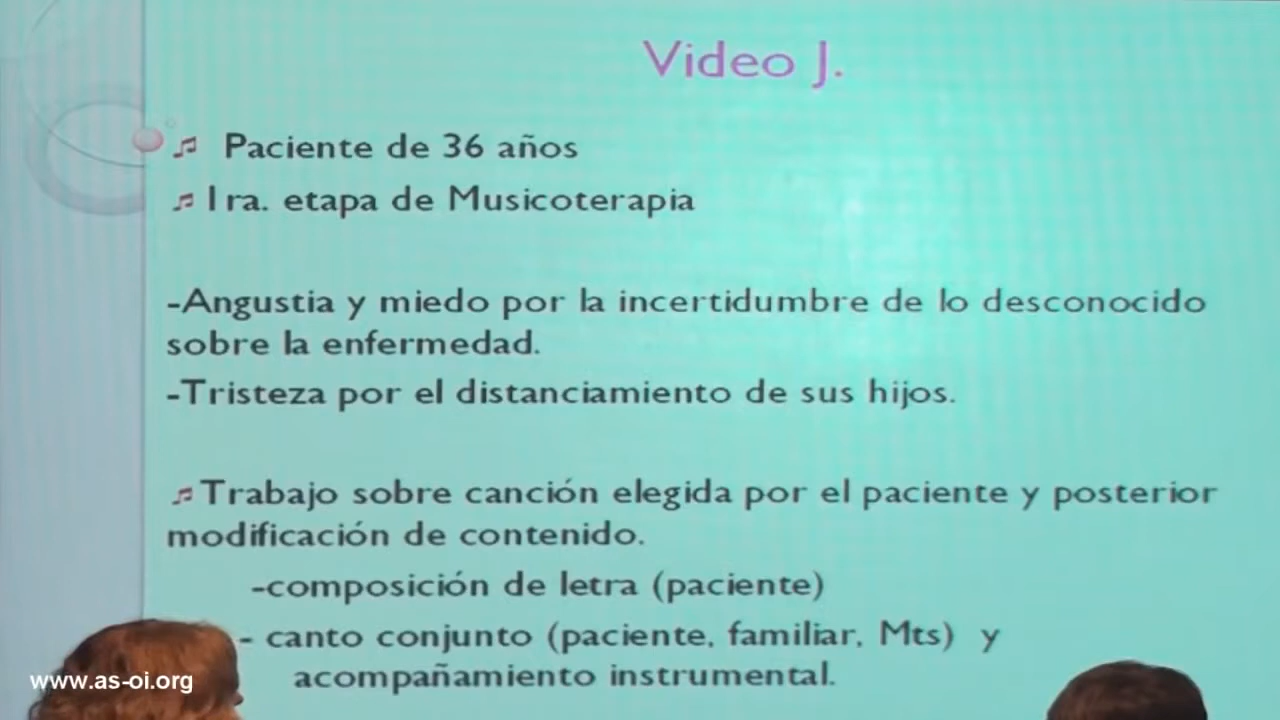 Video J.
Paciente de 36 años
1ra. etapa de Musicoterapia
-Angustia y miedo por la incertidumbre de lo desconocido
sobre la enfermedad.
-Tristeza por el distanciamiento de sus hijos.
Trabajo sobre canción elegida por el paciente y posterior
modificación de contenido.
-composición de letra (paciente)
- canto conjunto (paciente, familiar, Mts) y
acompañamiento instrumental.
www.as-oi.org